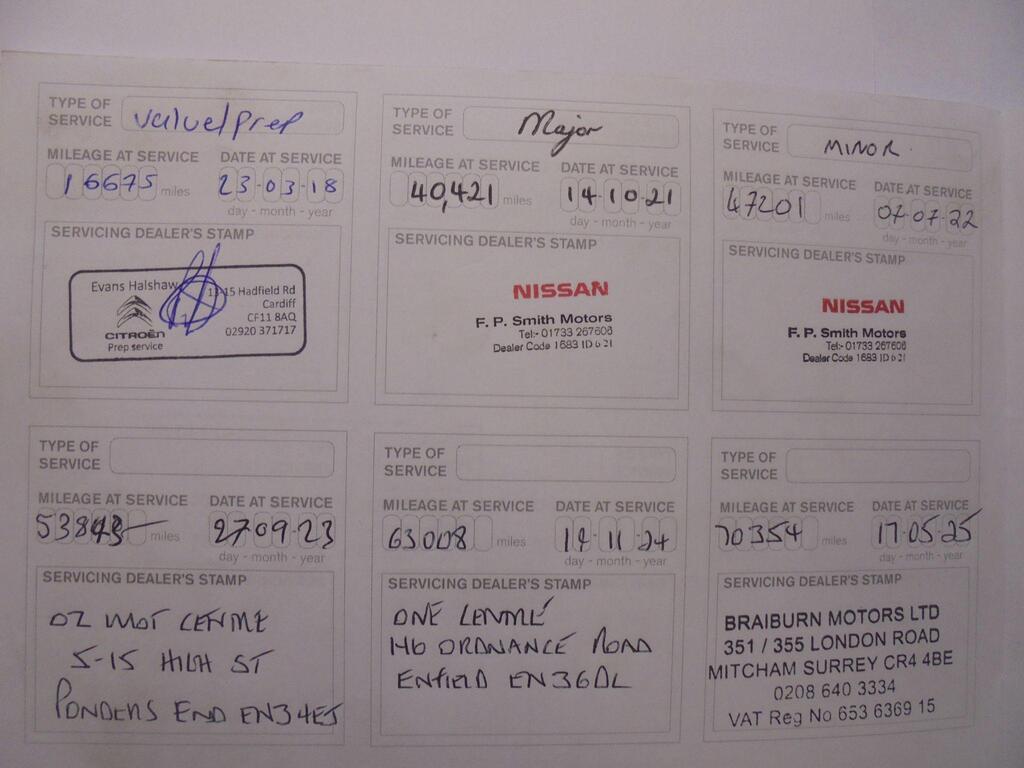 TYPE OF SERVICE Value/prep
MILEAGE AT SERVICE DATE AT SERVICE
16675 miles 23-03-18
day - month - year
SERVICING DEALER'S STAMP
Evans Halshaw
13-15 Hadfield Rd
Cardiff
CF11 8AQ
02920 371717
CITROËN
Prep service
TYPE OF SERVICE Major
MILEAGE AT SERVICE DATE AT SERVICE
40,421 miles 14-10-21
day - month - year
SERVICING DEALER'S STAMP
NISSAN
F. P. Smith Motors
Tel:- 01733 267606
Dealer Code 1683 ID 6 21
TYPE OF SERVICE MINOR
MILEAGE AT SERVICE DATE AT SERVICE
47201 miles 07-07-22
day - month - year
SERVICING DEALER'S STAMP
NISSAN
F. P. Smith Motors
Tel:- 01733 267606
Dealer Code 1683 ID 6 21
TYPE OF SERVICE
MILEAGE AT SERVICE DATE AT SERVICE
miles 27-09-23
day - month - year
SERVICING DEALER'S STAMP
OZ MOT CENTRE
5-15 HIGH ST
PONDERS END EN3 4EJ
TYPE OF SERVICE
MILEAGE AT SERVICE DATE AT SERVICE
63008 miles 14-11-24
day - month - year
SERVICING DEALER'S STAMP
ONE CENTRE
146 ORDNANCE ROAD
ENFIELD EN3 6DL
TYPE OF SERVICE
MILEAGE AT SERVICE DATE AT SERVICE
70354 miles 17-05-25
day - month - year
SERVICING DEALER'S STAMP
BRAIBURN MOTORS LTD
351 / 355 LONDON ROAD
MITCHAM SURREY CR4 4BE
0208 640 3334
VAT Reg No 653 6369 15